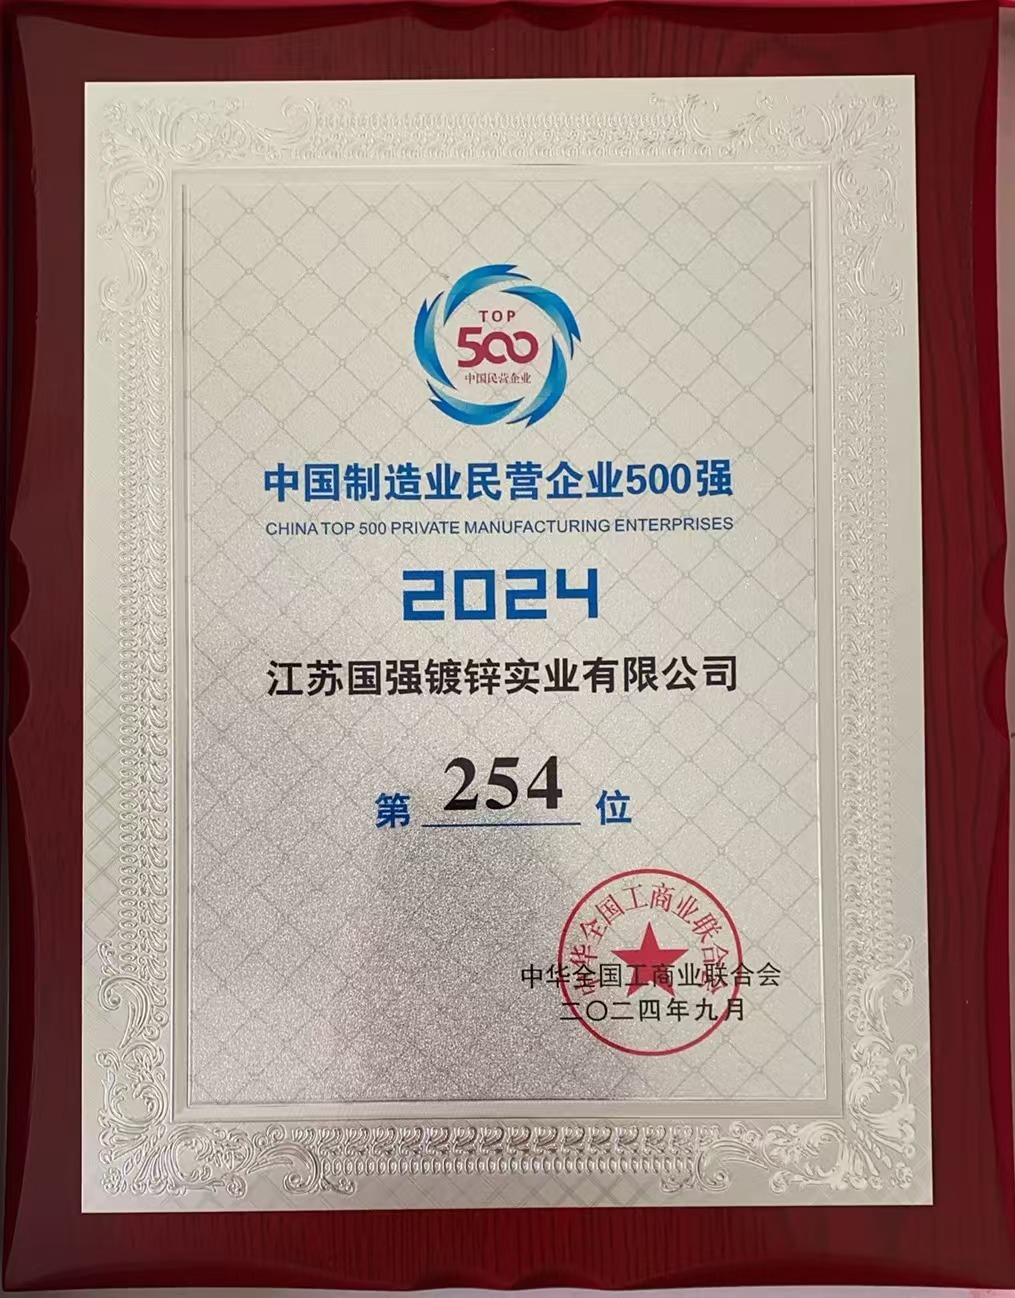 TOP
500
中国民营企业
中国制造业民营企业500强
CHINA TOP 500 PRIVATE MANUFACTURING ENTERPRISES
2024
江苏国强镀锌实业有限公司
第 254 位
中华全国工商业联合会
中华全国工商业联合会
二〇二四年九月